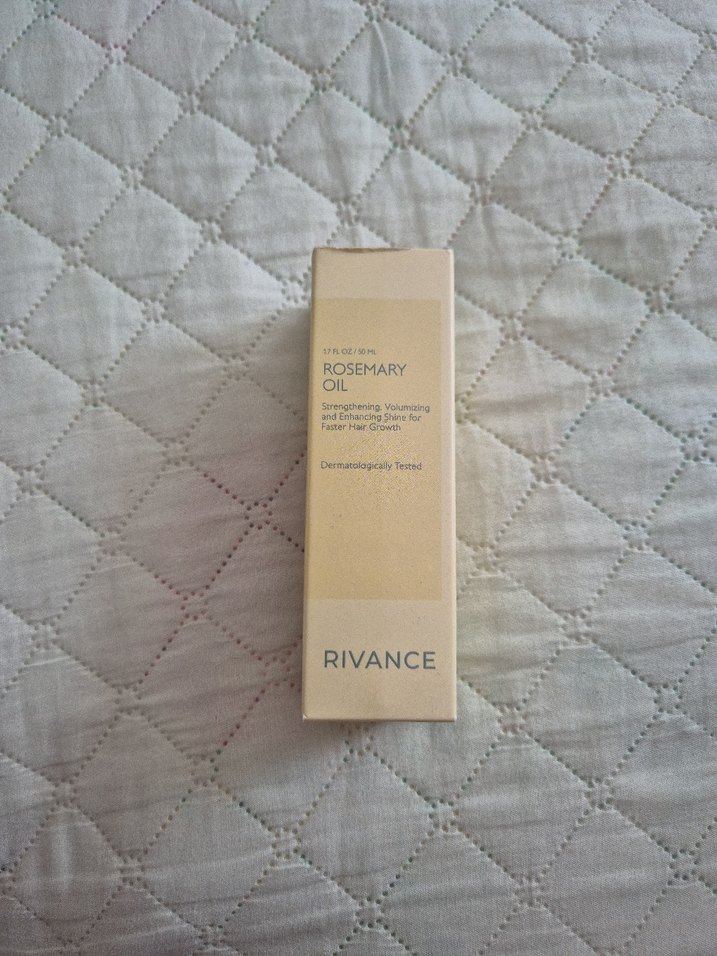 1.7 FL OZ / 50 ML
ROSEMARY
OIL
Strengthening, Volumizing
and Enhancing Shine for
Faster Hair Growth
Dermatologically Tested
RIVANCE